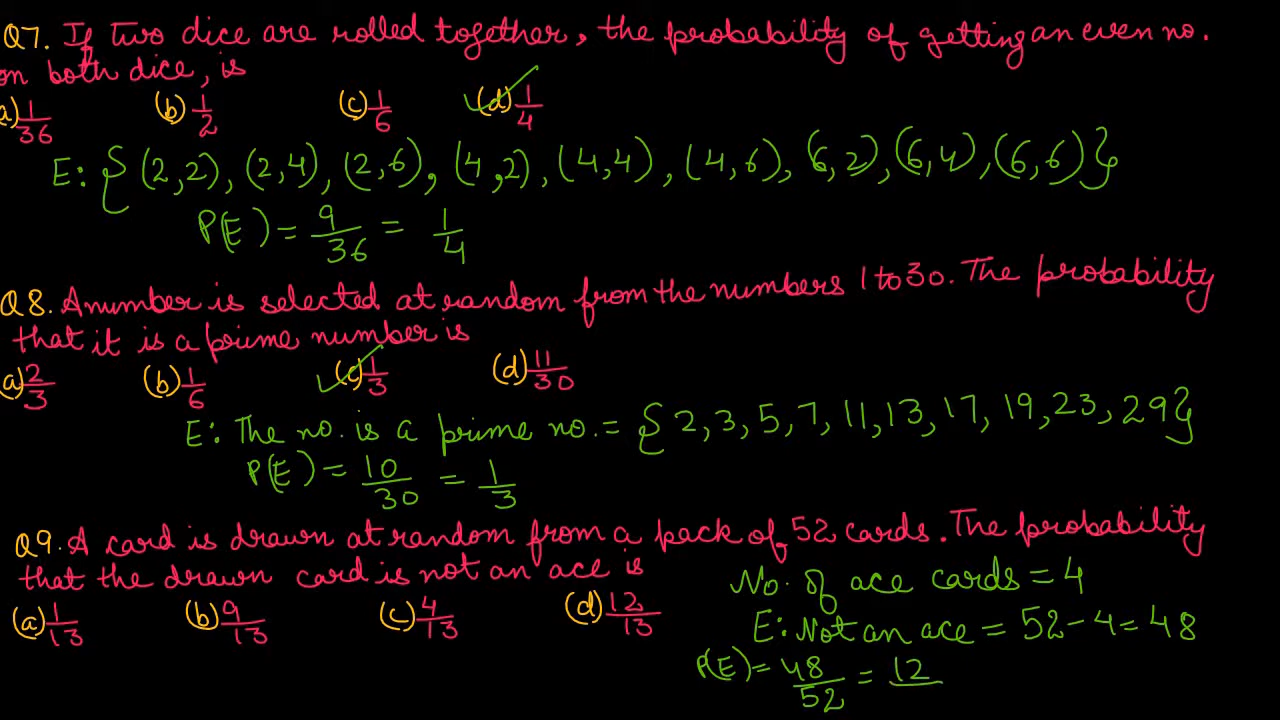 Q7. If two dice are rolled together, the probability of getting an even no.
on both dice, is
a) 1/36 (b) 1/2 (c) 1/6 (d) 1/4
E: {(2,2), (2,4), (2,6), (4,2), (4,4), (4,6), (6,2), (6,4), (6,6)}
P(E) = 9/36 = 1/4
Q8. A number is selected at random from the numbers 1 to 30. The probability
that it is a prime number is
(a) 2/3 (b) 1/6 (c) 1/3 (d) 11/30
E: The no. is a prime no. = {2, 3, 5, 7, 11, 13, 17, 19, 23, 29}
P(E) = 10/30 = 1/3
Q9. A card is drawn at random from a pack of 52 cards. The probability
that the drawn card is not an ace is
(a) 1/13 (b) 9/13 (c) 4/13 (d) 12/13
No. of ace cards = 4
E: Not an ace = 52 - 4 = 48
P(E) = 48/52 = 12/